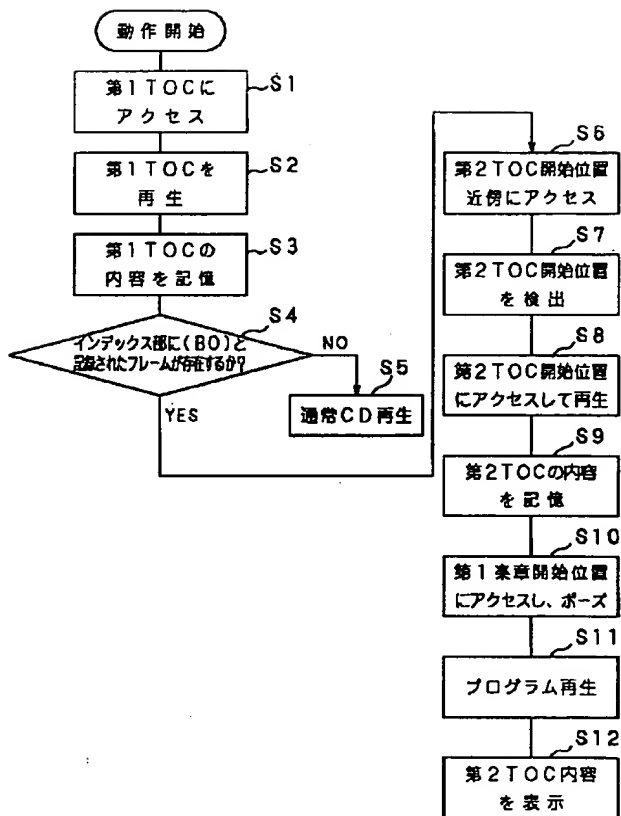 動作開始
S1
第1TOCに
アクセス
S2
第1TOCを
再生
S3
第1TOCの
内容を記憶
S4
インデックス部に(BO)と
記録されたフレームが存在するか?
NO
YES
S5
通常CD再生
S6
第2TOC開始位置
近傍にアクセス
S7
第2TOC開始位置
を検出
S8
第2TOC開始位置
にアクセスして再生
S9
第2TOCの内容
を記憶
S10
第1楽章開始位置
にアクセスし、ポーズ
S11
プログラム再生
S12
第2TOC内容
を表示